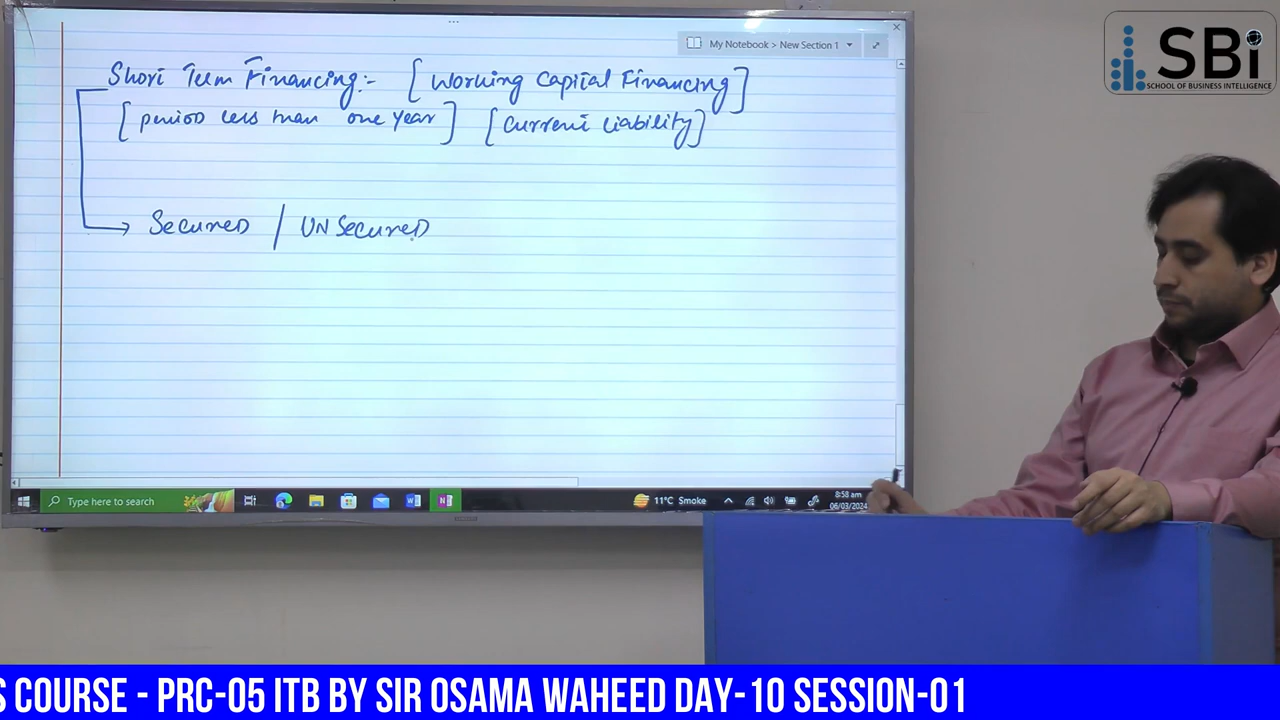 My Notebook > New Section 1
SBi
SCHOOL OF BUSINESS INTELLIGENCE
Short Term Financing:- [Working Capital Financing]
[period less than one year] [Current liability]
Secured / UNSecured
Type here to search
11°C Smoke
8:58 am
06/03/2024
S COURSE - PRC-05 ITB BY SIR OSAMA WAHEED DAY-10 SESSION-01